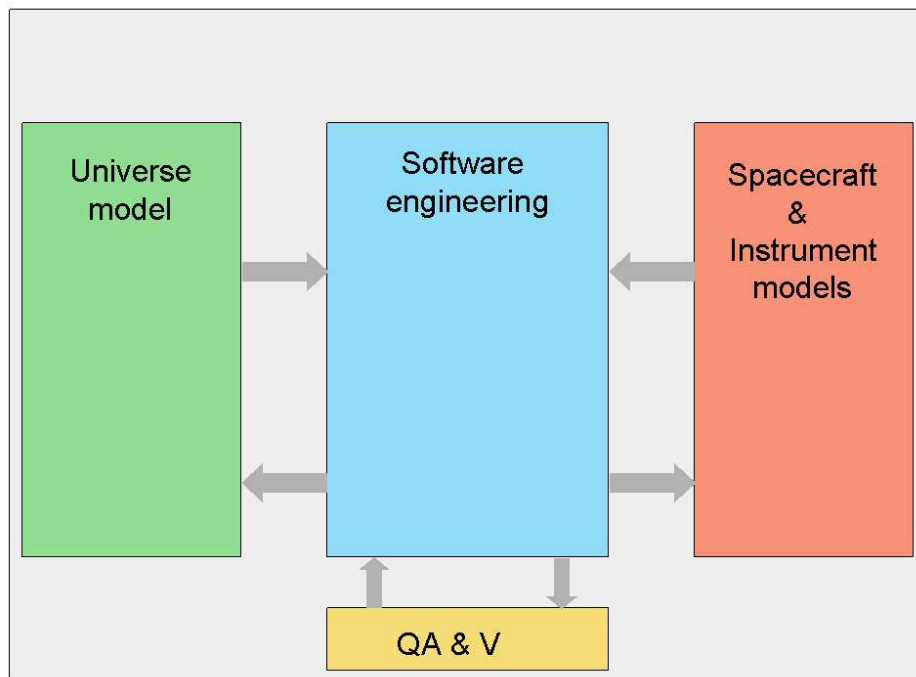 Universe
model
Software
engineering
Spacecraft
&
Instrument
models
QA & V